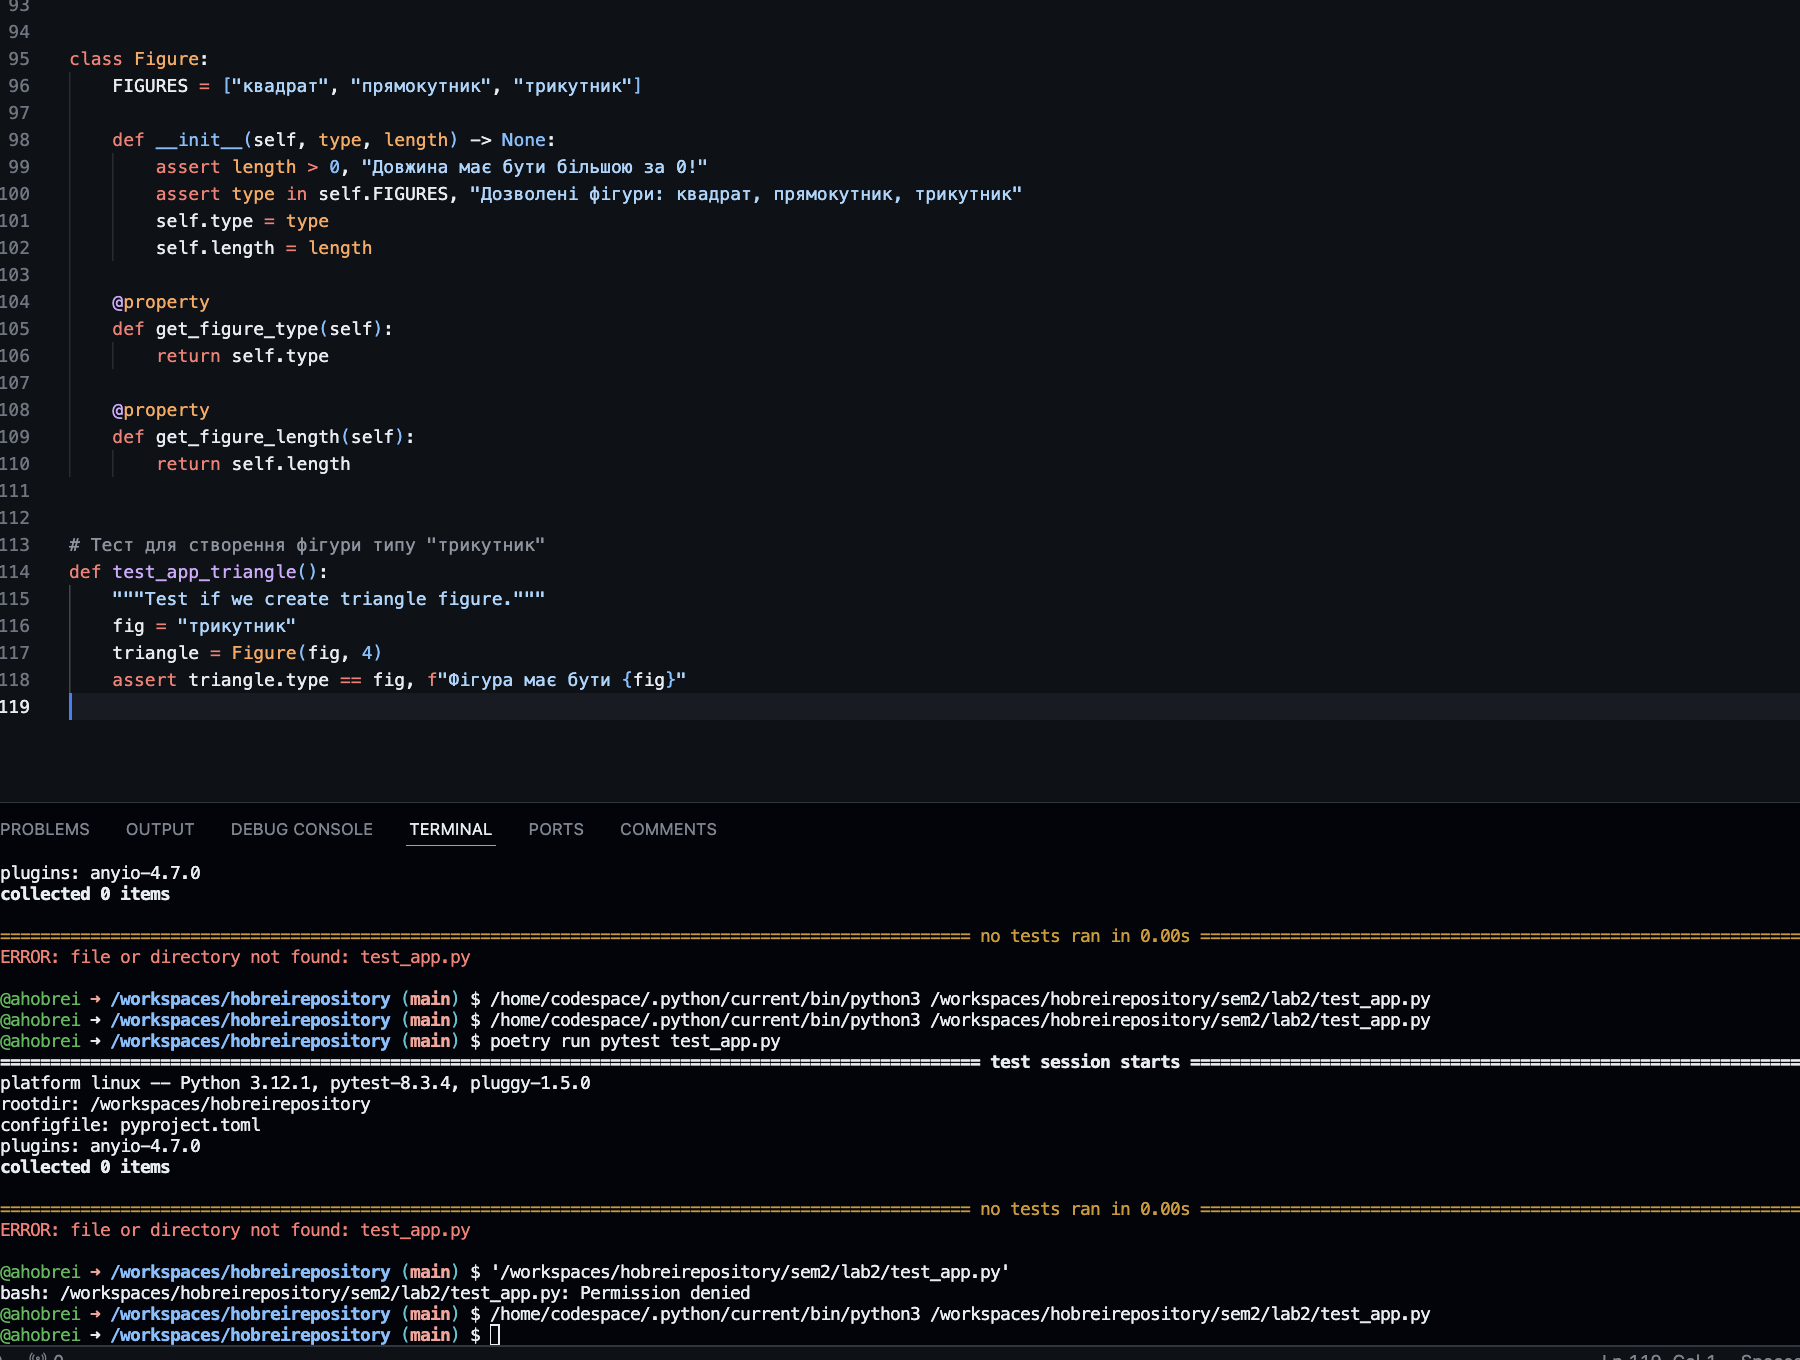 93
94
95 class Figure:
96 FIGURES = ["квадрат", "прямокутник", "трикутник"]
97
98 def __init__(self, type, length) -> None:
99 assert length > 0, "Довжина має бути більшою за 0!"
100 assert type in self.FIGURES, "Дозволені фігури: квадрат, прямокутник, трикутник"
101 self.type = type
102 self.length = length
103
104 @property
105 def get_figure_type(self):
106 return self.type
107
108 @property
109 def get_figure_length(self):
110 return self.length
111
112
113 # Тест для створення фігури типу "трикутник"
114 def test_app_triangle():
115 """Test if we create triangle figure."""
116 fig = "трикутник"
117 triangle = Figure(fig, 4)
118 assert triangle.type == fig, f"Фігура має бути {fig}"
119
PROBLEMS OUTPUT DEBUG CONSOLE TERMINAL PORTS COMMENTS
plugins: anyio-4.7.0
collected 0 items
no tests ran in 0.00s
ERROR: file or directory not found: test_app.py
@ahobrei ➜ /workspaces/hobreirepository (main) $ /home/codespace/.python/current/bin/python3 /workspaces/hobreirepository/sem2/lab2/test_app.py
@ahobrei ➜ /workspaces/hobreirepository (main) $ /home/codespace/.python/current/bin/python3 /workspaces/hobreirepository/sem2/lab2/test_app.py
@ahobrei ➜ /workspaces/hobreirepository (main) $ poetry run pytest test_app.py
test session starts
platform linux -- Python 3.12.1, pytest-8.3.4, pluggy-1.5.0
rootdir: /workspaces/hobreirepository
configfile: pyproject.toml
plugins: anyio-4.7.0
collected 0 items
no tests ran in 0.00s
ERROR: file or directory not found: test_app.py
@ahobrei ➜ /workspaces/hobreirepository (main) $ '/workspaces/hobreirepository/sem2/lab2/test_app.py'
bash: /workspaces/hobreirepository/sem2/lab2/test_app.py: Permission denied
@ahobrei ➜ /workspaces/hobreirepository (main) $ /home/codespace/.python/current/bin/python3 /workspaces/hobreirepository/sem2/lab2/test_app.py
@ahobrei ➜ /workspaces/hobreirepository (main) $